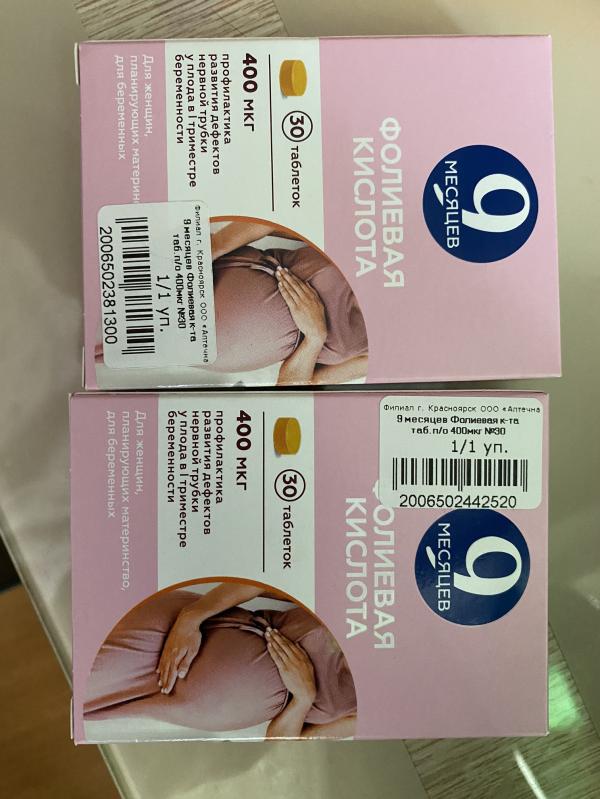 9
МЕСЯЦЕВ
ФОЛИЕВАЯ
КИСЛОТА
30 таблеток
400 МКГ
профилактика
развития дефектов
нервной трубки
у плода в I триместре
беременности
Для женщин,
планирующих материн
для беременных
Филиал г. Красноярск ООО «Аптечна
9 месяцев Фолиевая к-та
таб.п/о 400мкг №30
1/1 уп.
2006502381300
Филиал г. Красноярск ООО «Аптечна
9 месяцев Фолиевая к-та
таб.п/о 400мкг №30
1/1 уп.
2006502442520
9
МЕСЯЦЕВ
ФОЛИЕВАЯ
КИСЛОТА
30 таблеток
400 МКГ
профилактика
развития дефектов
нервной трубки
у плода в I триместре
беременности
Для женщин,
планирующих материнство,
для беременных